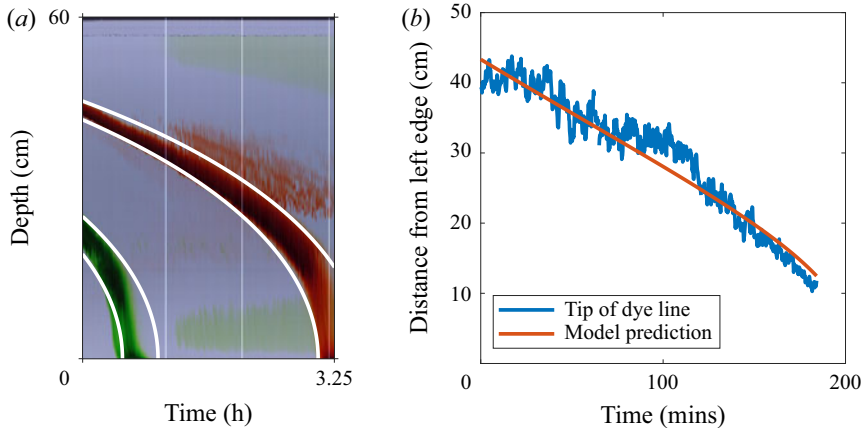 (a)
60
Depth (cm)
0
3.25
Time (h)
(b)
50
40
30
20
10
Distance from left edge (cm)
Tip of dye line
Model prediction
0
100
200
Time (mins)